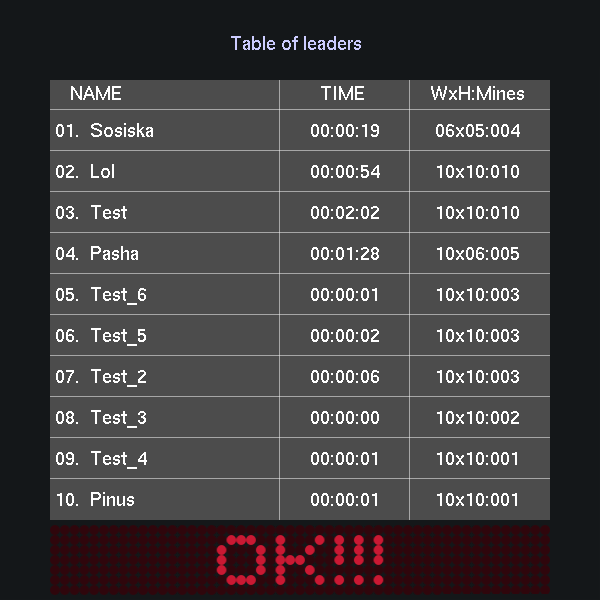 Table of leaders
NAME TIME WxH:Mines
01. Sosiska 00:00:19 06x05:004
02. Lol 00:00:54 10x10:010
03. Test 00:02:02 10x10:010
04. Pasha 00:01:28 10x06:005
05. Test_6 00:00:01 10x10:003
06. Test_5 00:00:02 10x10:003
07. Test_2 00:00:06 10x10:003
08. Test_3 00:00:00 10x10:002
09. Test_4 00:00:01 10x10:001
10. Pinus 00:00:01 10x10:001
OK!!!